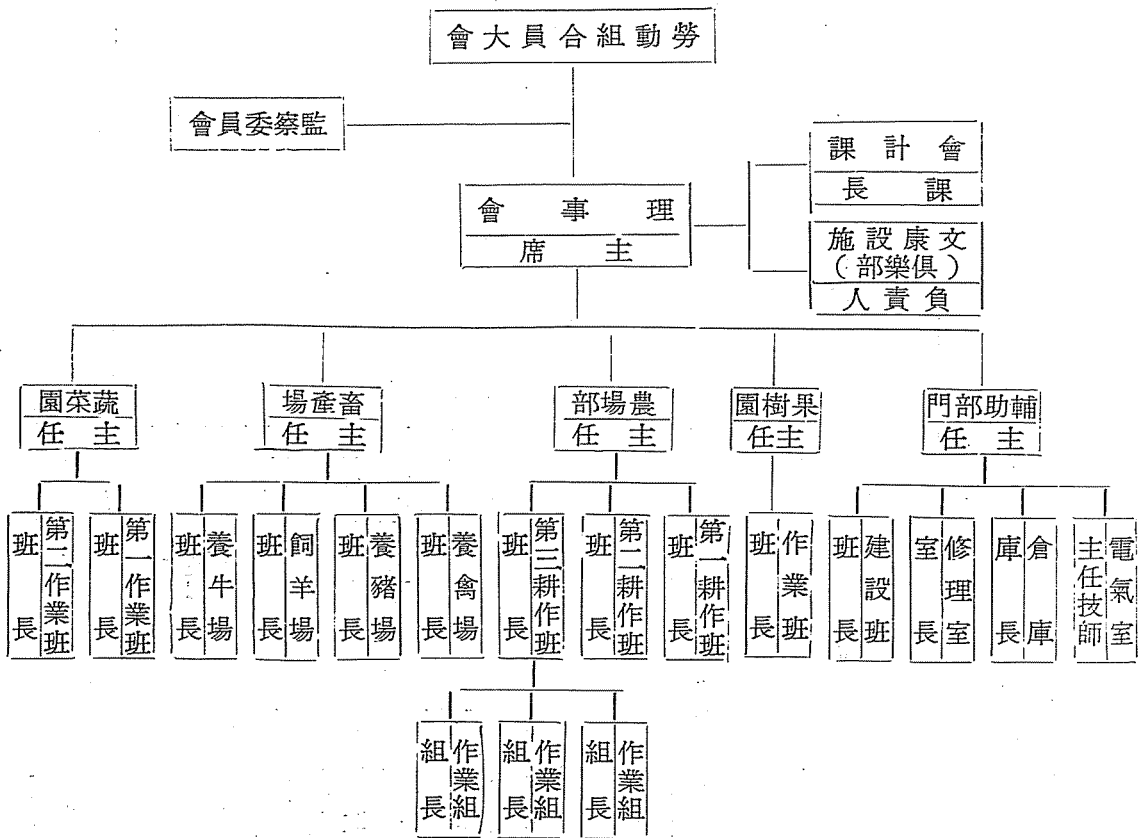 勞動組合員大會
監察委員會
會計課
課長
理事會
主席
文康設施
（俱樂部）
負責人
輔助部門
主任
果樹園
主任
農場部
主任
畜產場
主任
蔬菜園
主任
電氣室
主任技師
倉庫
庫長
修理室
室長
建設班
班長
作業班
班長
第一耕作班
班長
第二耕作班
班長
第三耕作班
班長
養禽場
班長
養豬場
班長
飼羊場
班長
養牛場
班長
第一作業班
班長
第二作業班
班長
作業組
組長
作業組
組長
作業組
組長